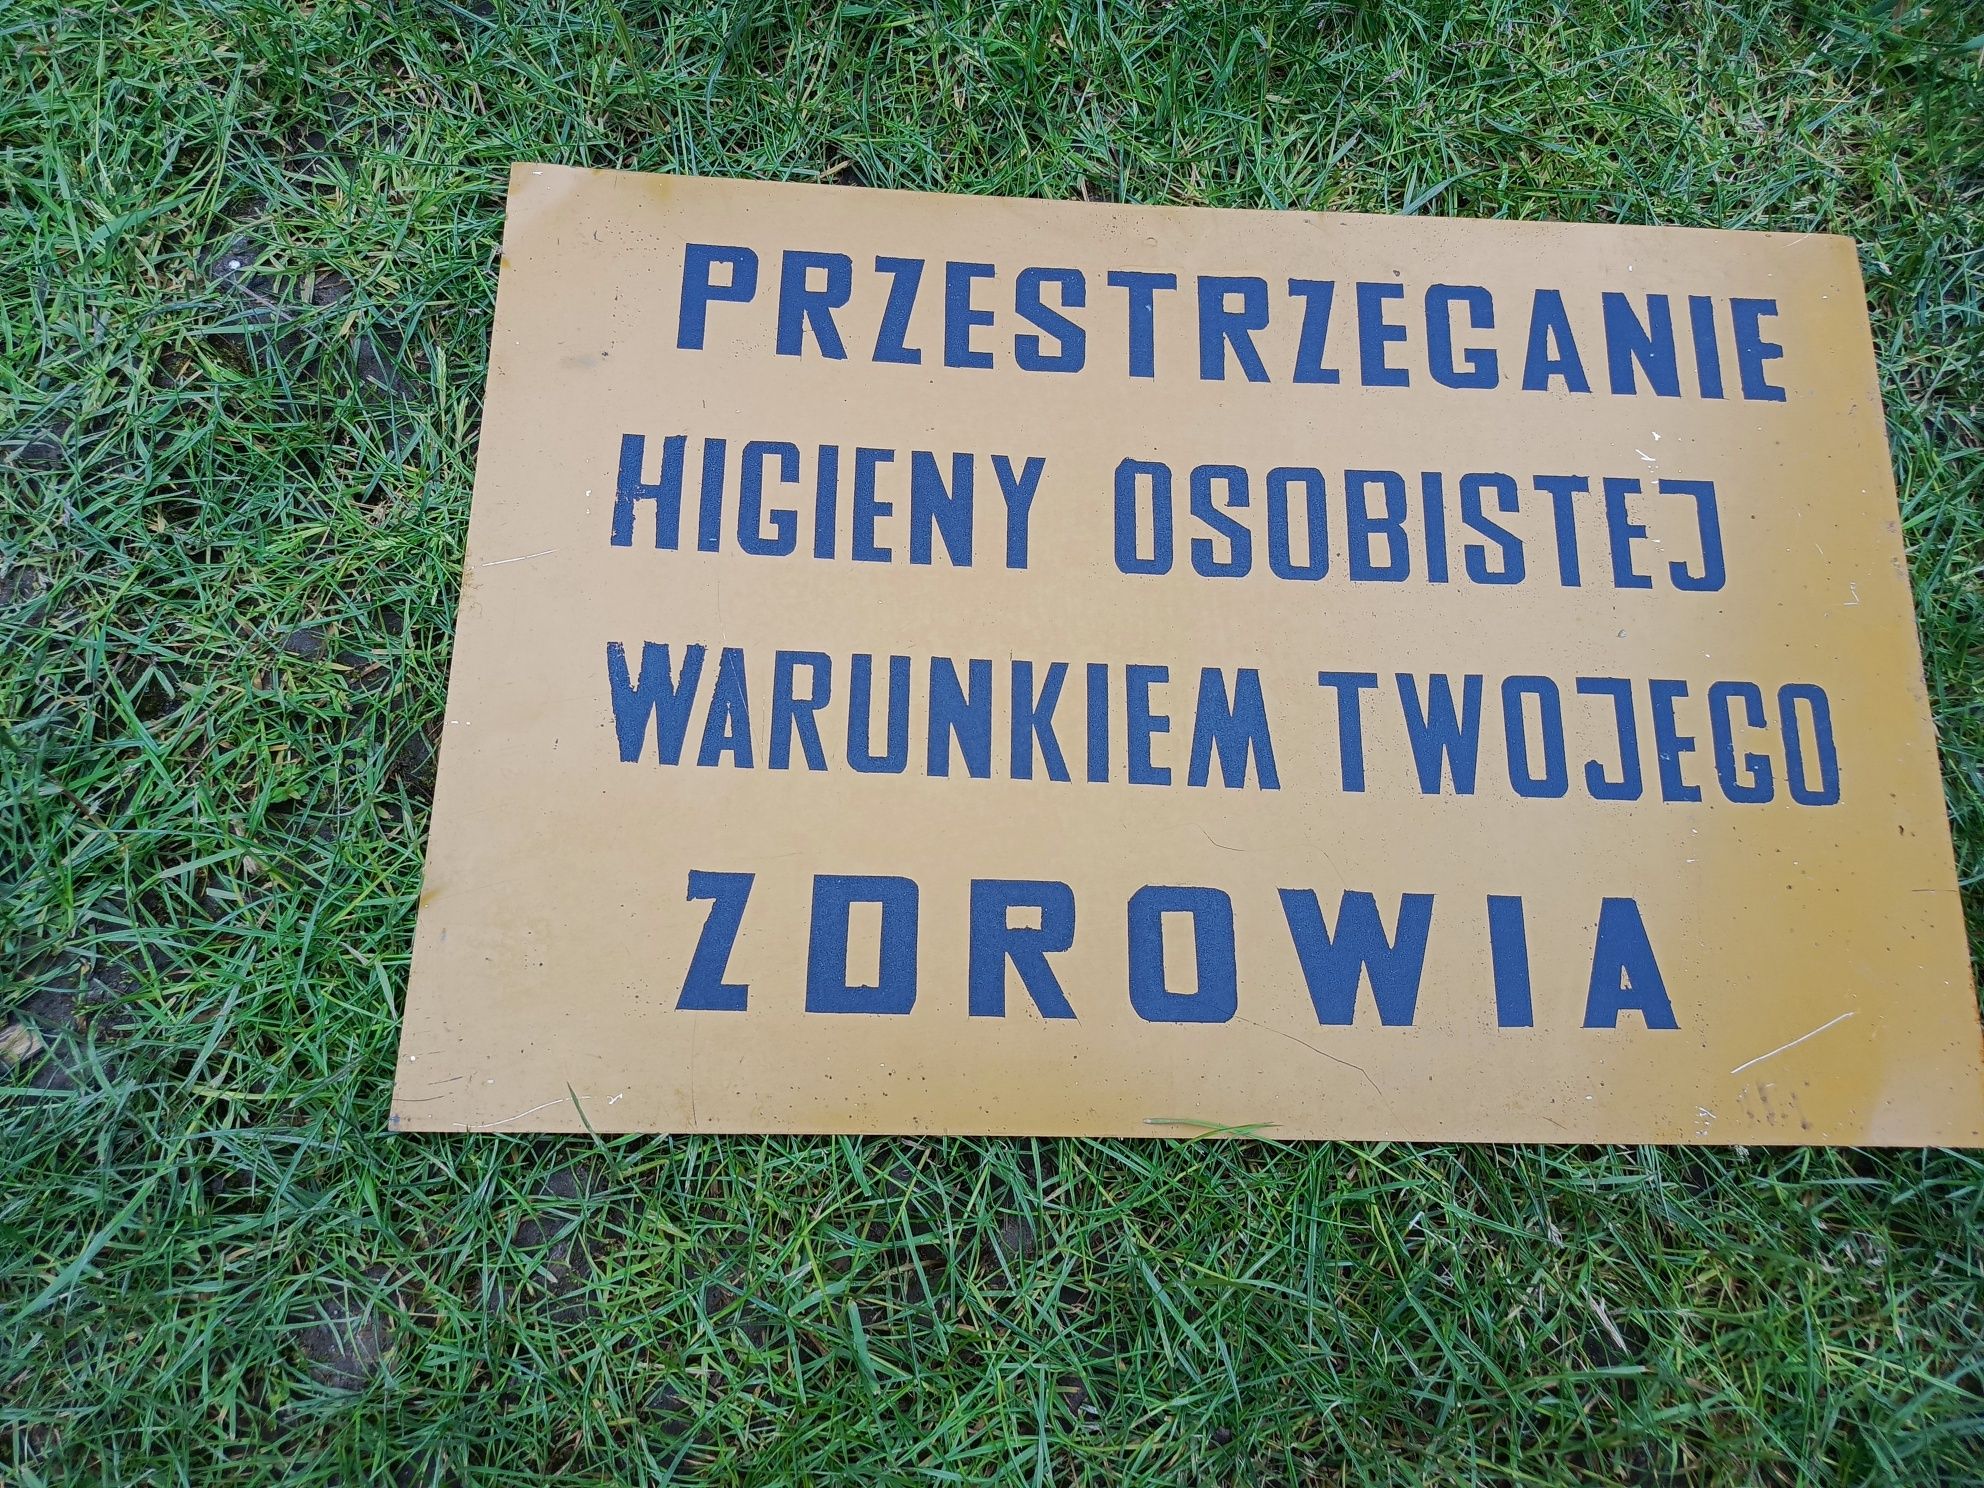 PRZESTRZEGANIE
HIGIENY OSOBISTEJ
WARUNKIEM TWOJEGO
ZDROWIA